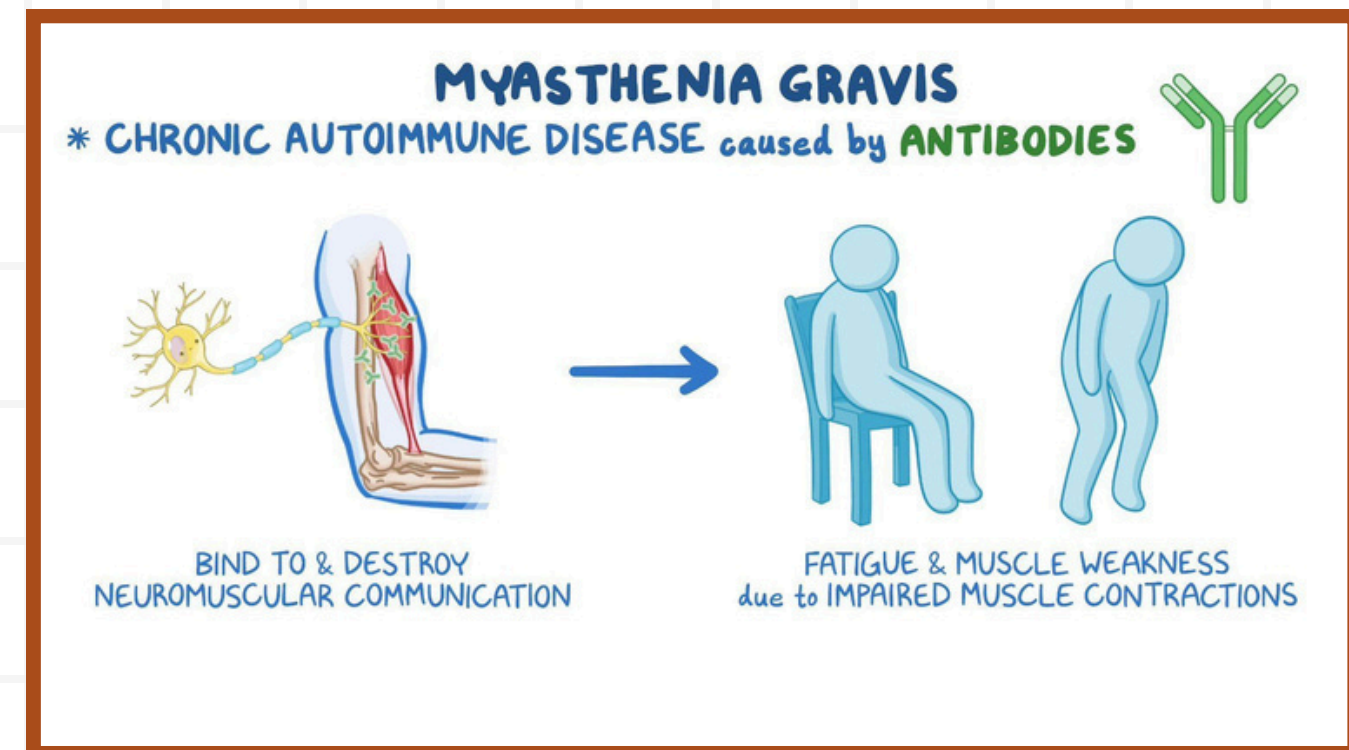 MYASTHENIA GRAVIS
* CHRONIC AUTOIMMUNE DISEASE caused by ANTIBODIES
BIND TO & DESTROY
NEUROMUSCULAR COMMUNICATION
FATIGUE & MUSCLE WEAKNESS
due to IMPAIRED MUSCLE CONTRACTIONS